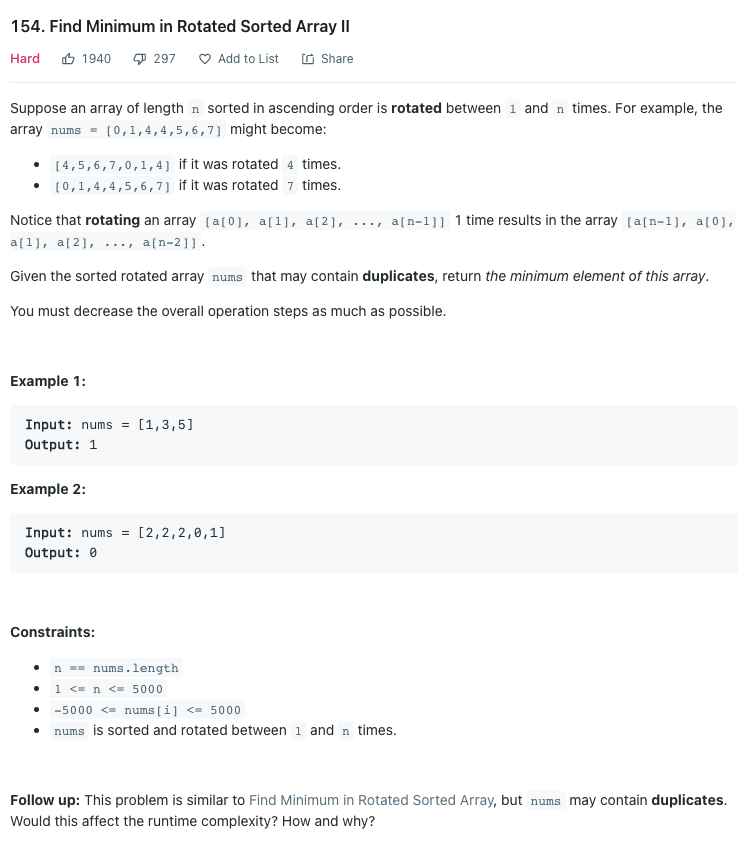 154. Find Minimum in Rotated Sorted Array II
Hard 1940 297 Add to List Share
Suppose an array of length n sorted in ascending order is rotated between 1 and n times. For example, the
array nums = [0,1,4,4,5,6,7] might become:
• [4,5,6,7,0,1,4] if it was rotated 4 times.
• [0,1,4,4,5,6,7] if it was rotated 7 times.
Notice that rotating an array [a[0], a[1], a[2], ..., a[n-1]] 1 time results in the array [a[n-1], a[0],
a[1], a[2], ..., a[n-2]].
Given the sorted rotated array nums that may contain duplicates, return the minimum element of this array.
You must decrease the overall operation steps as much as possible.
Example 1:
Input: nums = [1,3,5]
Output: 1
Example 2:
Input: nums = [2,2,2,0,1]
Output: 0
Constraints:
• n == nums.length
• 1 <= n <= 5000
• -5000 <= nums[i] <= 5000
• nums is sorted and rotated between 1 and n times.
Follow up: This problem is similar to Find Minimum in Rotated Sorted Array, but nums may contain duplicates.
Would this affect the runtime complexity? How and why?